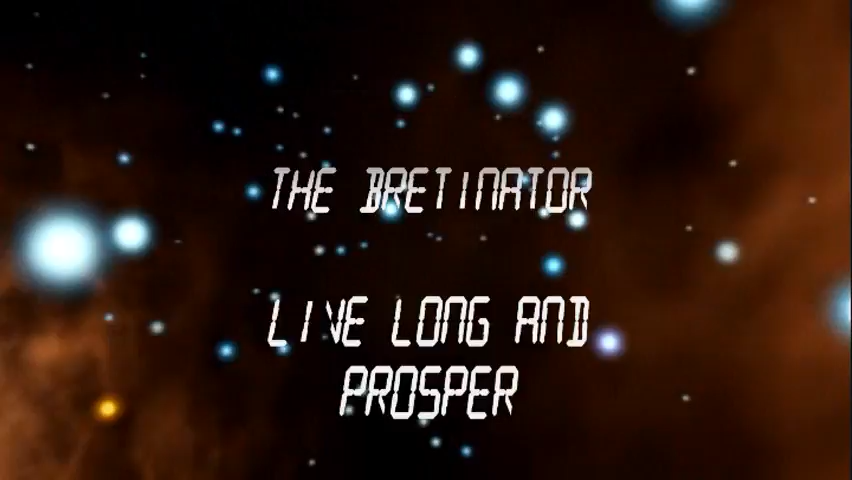 THE BRETINATOR
LIVE LONG AND
PROSPER